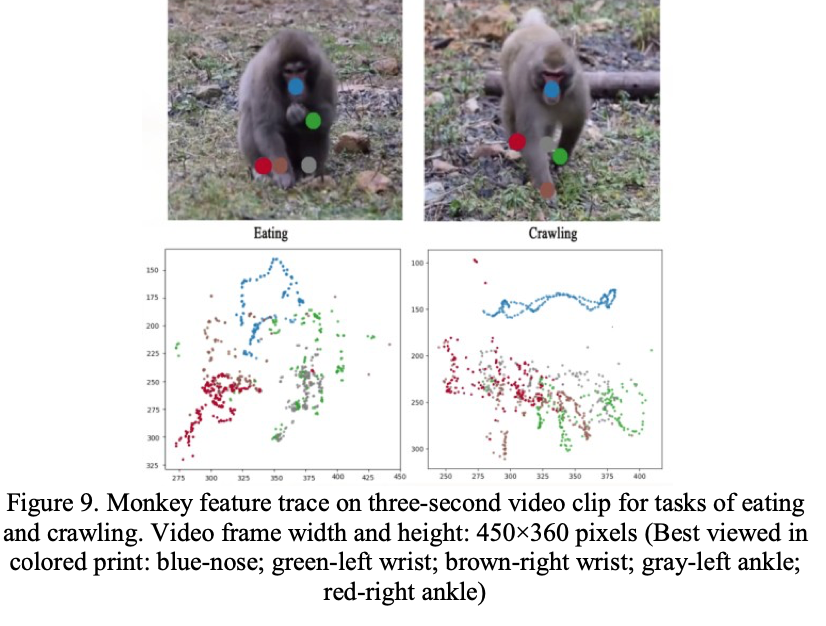 Eating
Crawling
150
175
200
225
250
275
300
325
275 300 325 350 375 400 425 450
100
150
200
250
300
250 275 300 325 350 375 400
Figure 9. Monkey feature trace on three-second video clip for tasks of eating
and crawling. Video frame width and height: 450×360 pixels (Best viewed in
colored print: blue-nose; green-left wrist; brown-right wrist; gray-left ankle;
red-right ankle)